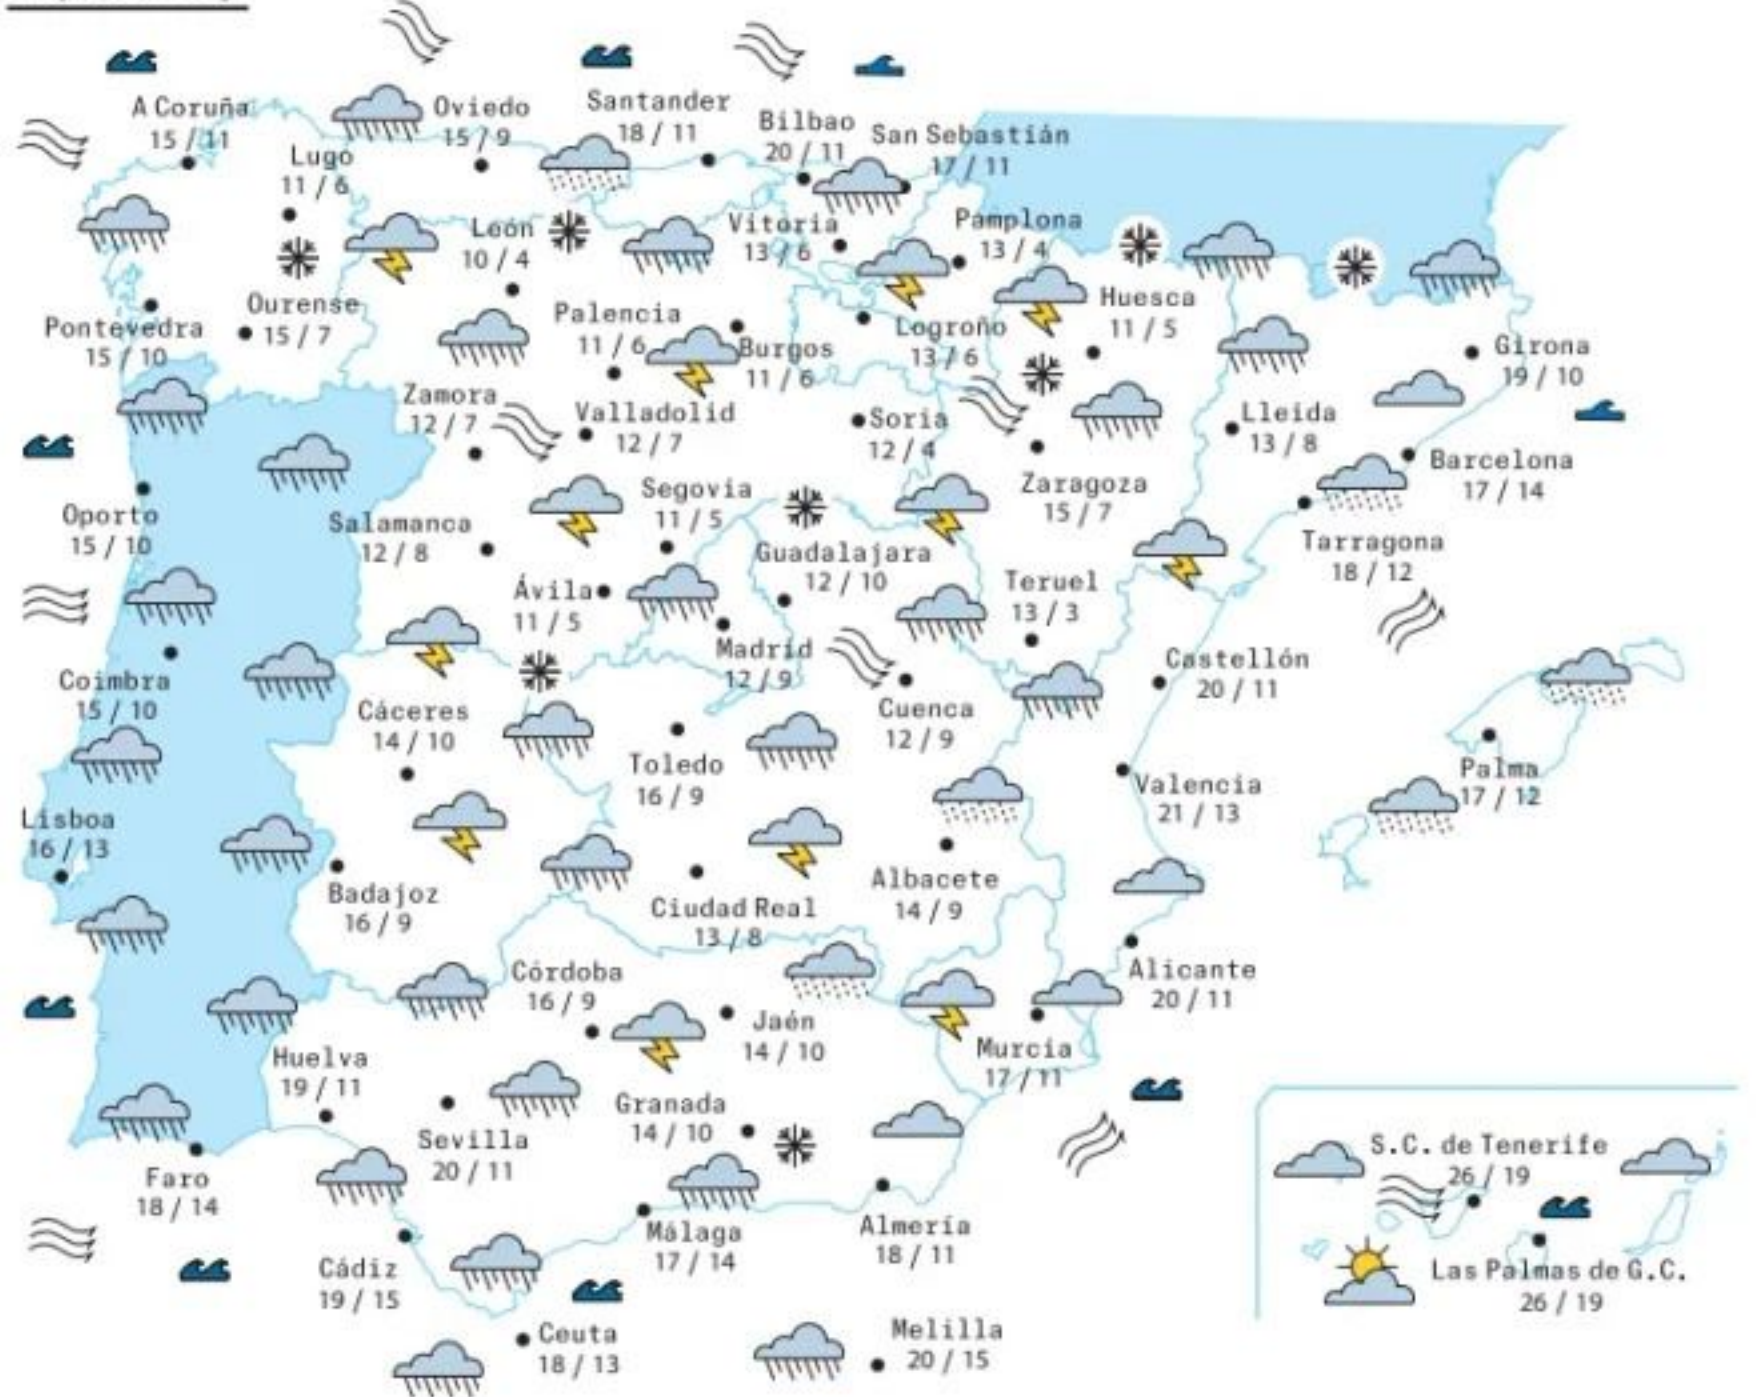 A Coruña
15 / 11
Oviedo
15 / 9
Santander
18 / 11
Bilbao
20 / 11
San Sebastián
17 / 11
Lugo
11 / 6
León
10 / 4
Vitoria
13 / 6
Pamplona
13 / 4
Pontevedra
15 / 10
Ourense
15 / 7
Palencia
11 / 6
Burgos
11 / 6
Logroño
13 / 6
Huesca
11 / 5
Girona
19 / 10
Zamora
12 / 7
Valladolid
12 / 7
Soria
12 / 4
Lleida
13 / 8
Barcelona
17 / 14
Oporto
15 / 10
Salamanca
12 / 8
Segovia
11 / 5
Guadalajara
12 / 10
Zaragoza
15 / 7
Tarragona
18 / 12
Ávila
11 / 5
Teruel
13 / 3
Madrid
12 / 9
Castellón
20 / 11
Coimbra
15 / 10
Cáceres
14 / 10
Cuenca
12 / 9
Toledo
16 / 9
Valencia
21 / 13
Palma
17 / 12
Lisboa
16 / 13
Badajoz
16 / 9
Ciudad Real
13 / 8
Albacete
14 / 9
Córdoba
16 / 9
Alicante
20 / 11
Jaén
14 / 10
Murcia
17 / 11
Huelva
19 / 11
Sevilla
20 / 11
Granada
14 / 10
Faro
18 / 14
Málaga
17 / 14
Almería
18 / 11
Cádiz
19 / 15
Ceuta
18 / 13
Melilla
20 / 15
S.C. de Tenerife
26 / 19
Las Palmas de G.C.
26 / 19